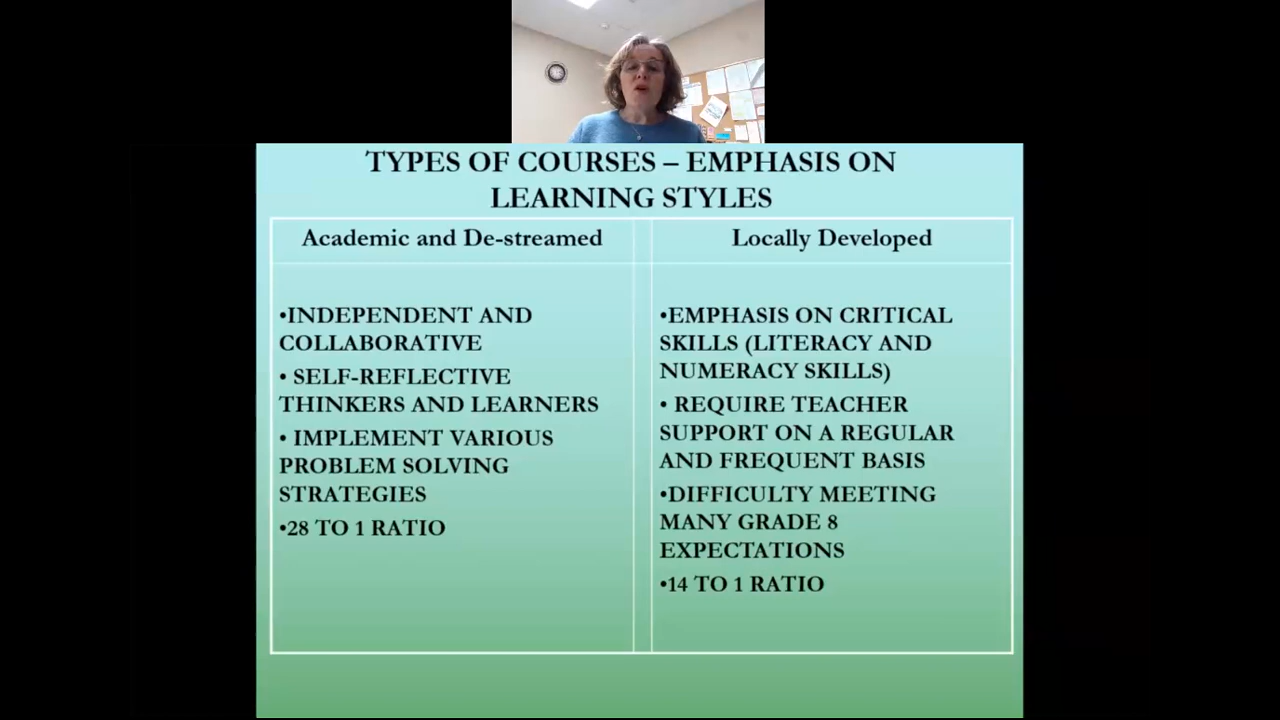 TYPES OF COURSES – EMPHASIS ON
LEARNING STYLES
Academic and De-streamed
•INDEPENDENT AND
COLLABORATIVE
• SELF-REFLECTIVE
THINKERS AND LEARNERS
• IMPLEMENT VARIOUS
PROBLEM SOLVING
STRATEGIES
•28 TO 1 RATIO
Locally Developed
•EMPHASIS ON CRITICAL
SKILLS (LITERACY AND
NUMERACY SKILLS)
• REQUIRE TEACHER
SUPPORT ON A REGULAR
AND FREQUENT BASIS
•DIFFICULTY MEETING
MANY GRADE 8
EXPECTATIONS
•14 TO 1 RATIO